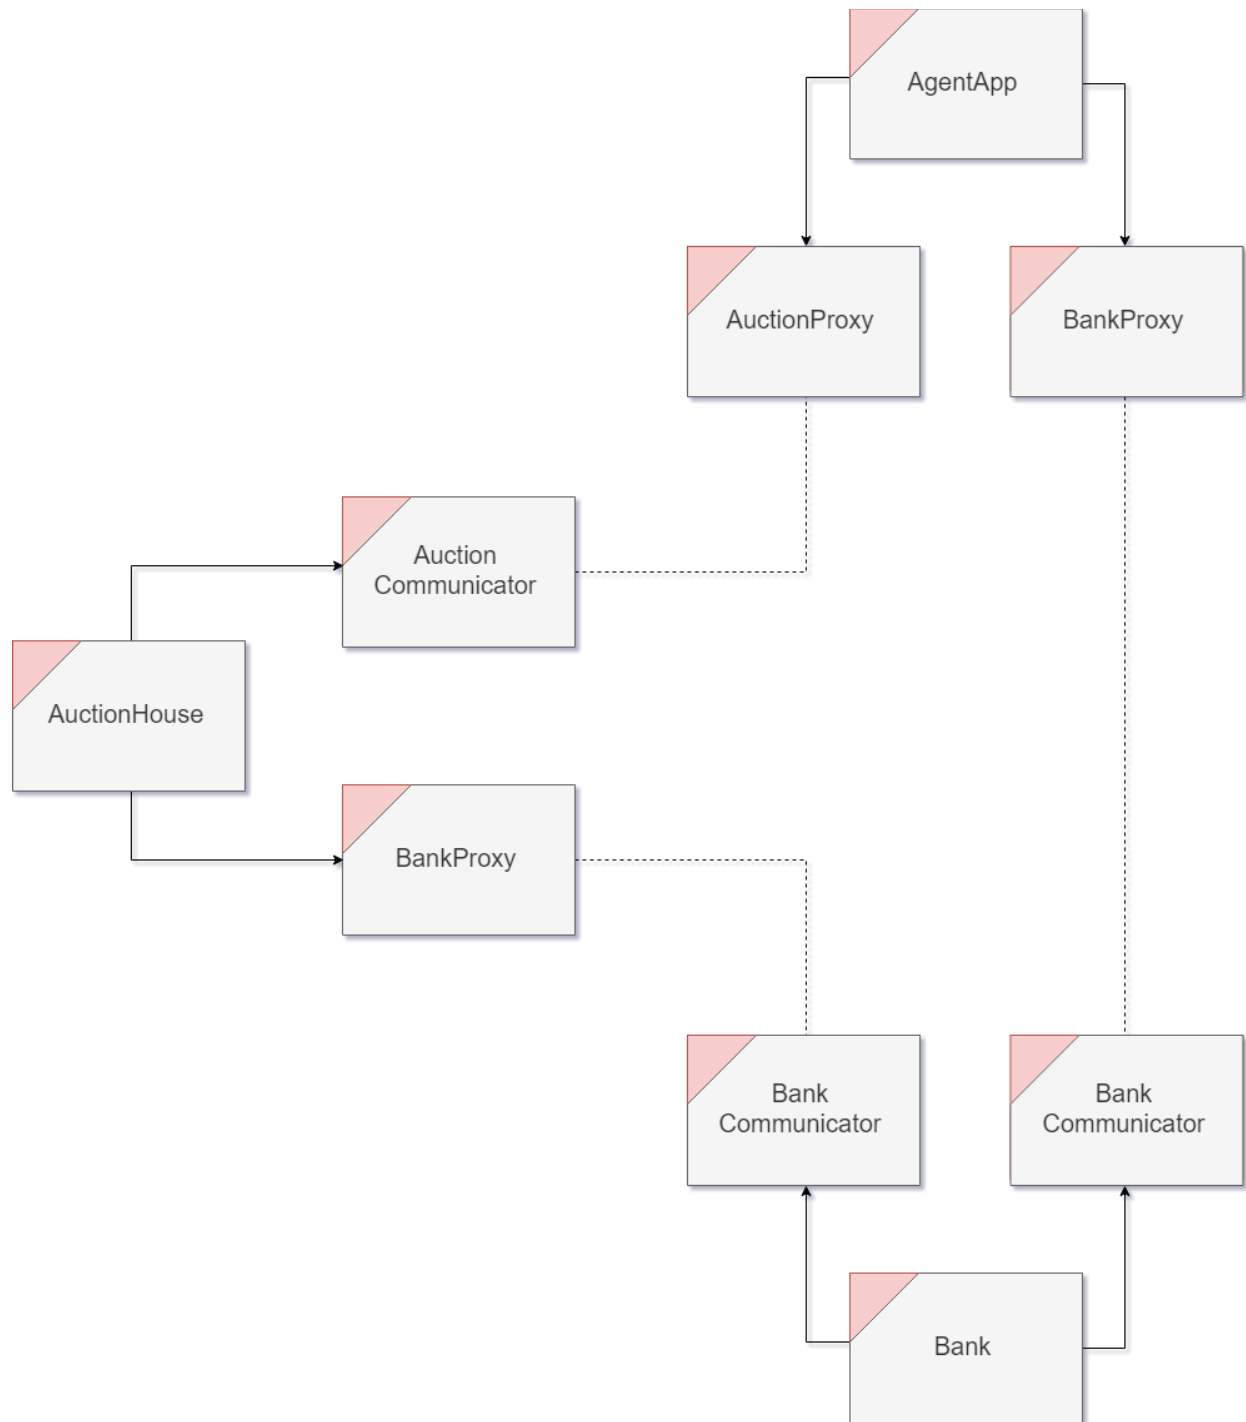 AgentApp
AuctionProxy
BankProxy
Auction
Communicator
AuctionHouse
BankProxy
Bank
Communicator
Bank
Communicator
Bank